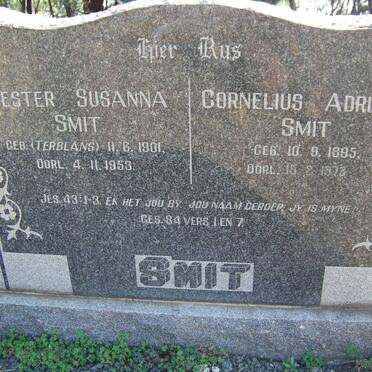 Hier Rus
ESTER SUSANNA
SMIT
GEB. (TERBLANS) 11.6.1901.
OORL. 4.11.1953.
CORNELIUS ADRI
SMIT
GEB. 10.9.1895.
OORL. 15. 1973
JES. 43:1-3. EK HET JOU BY JOU NAAM GEROEP, JY IS MYNE
GES. 84 VERS 1 EN 7
SMIT